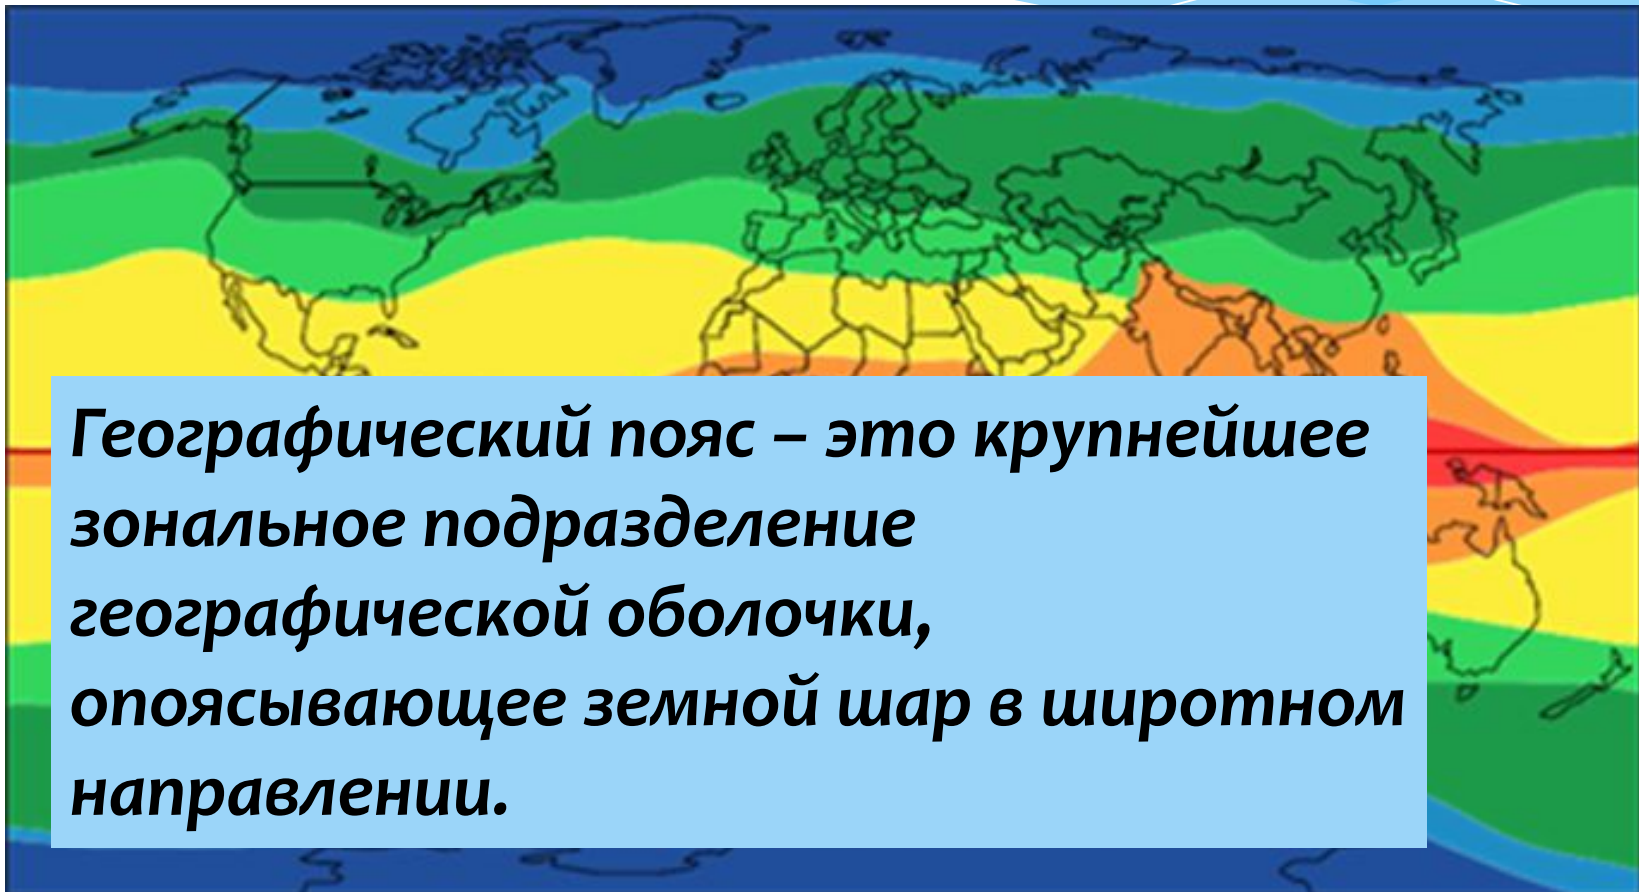 Географический пояс – это крупнейшее
зональное подразделение
географической оболочки,
опоясывающее земной шар в широтном
направлении.